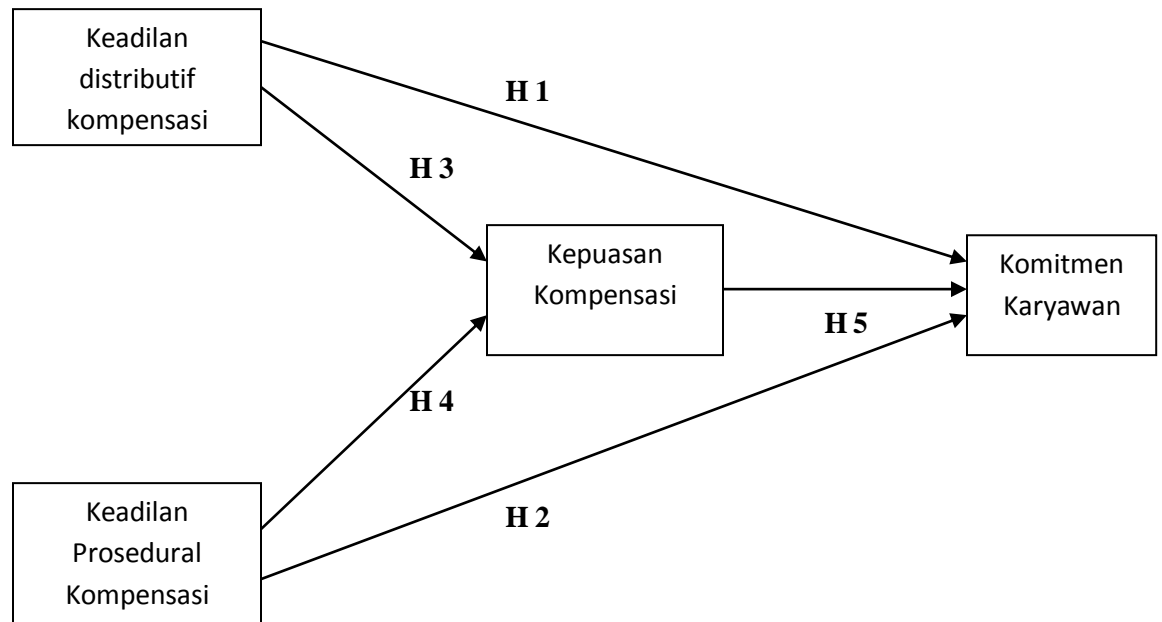 Keadilan
distributif
kompensasi
H 1
H 3
Kepuasan
Kompensasi
Komitmen
Karyawan
H 5
H 4
H 2
Keadilan
Prosedural
Kompensasi